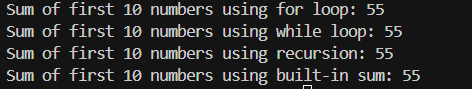 Sum of first 10 numbers using for loop: 55
Sum of first 10 numbers using while loop: 55
Sum of first 10 numbers using recursion: 55
Sum of first 10 numbers using built-in sum: 55